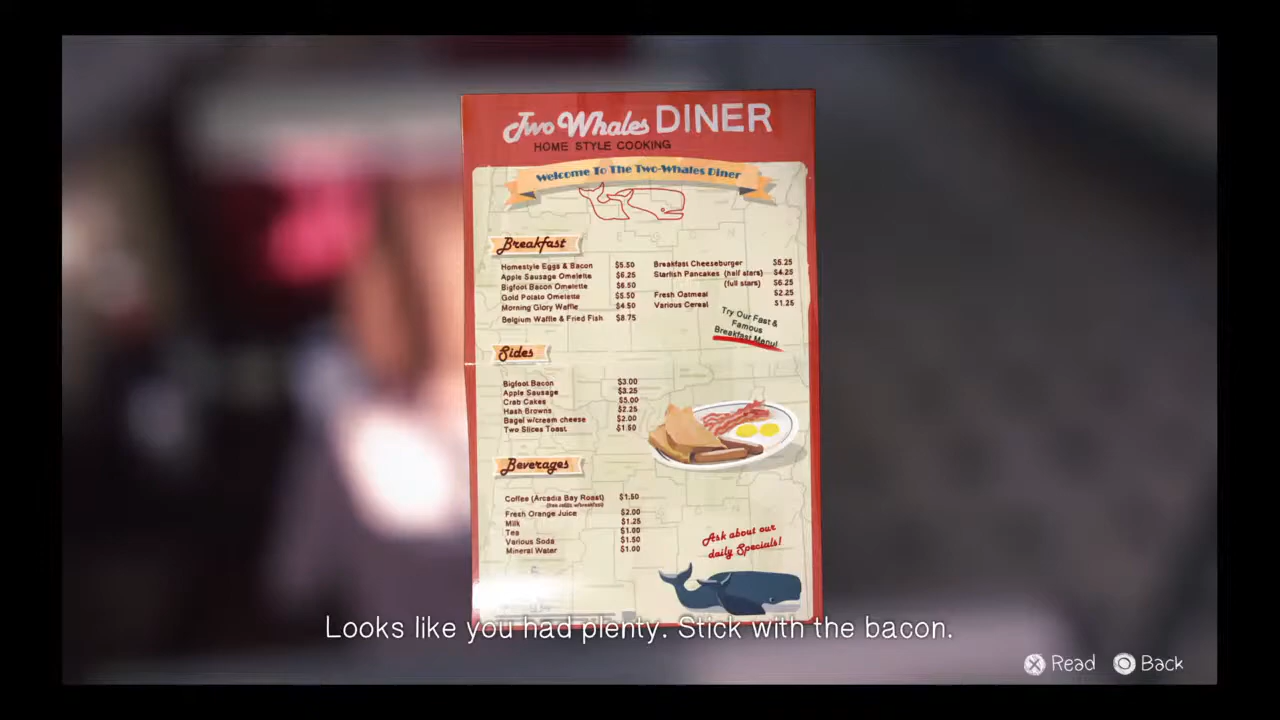 Two Whales DINER
HOME STYLE COOKING
Welcome To The Two-Whales Diner
Breakfast
Homestyle Eggs & Bacon $5.50
Apple Sausage Omelette $6.25
Bigfoot Bacon Omelette $6.50
Gold Potato Omelette $5.50
Morning Glory Waffle $4.50
Belgium Waffle & Fried Fish $8.75
Breakfast Cheeseburger $5.25
Starfish Pancakes (half stars) $4.25
(full stars) $6.25
Fresh Oatmeal $2.25
Various Cereal $1.25
Try Our Fast &
Famous
Breakfast Menu!
Sides
Bigfoot Bacon $3.00
Apple Sausage $3.25
Crab Cakes $5.00
Hash Browns $2.25
Bagel w/cream cheese $2.00
Two Slices Toast $1.50
Beverages
Coffee (Arcadia Bay Roast) $1.50
Fresh Orange Juice $2.00
Milk $1.25
Tea $1.00
Various Soda $1.50
Mineral Water $1.00
Ask about our
daily Specials!
Looks like you had plenty. Stick with the bacon.
Read Back